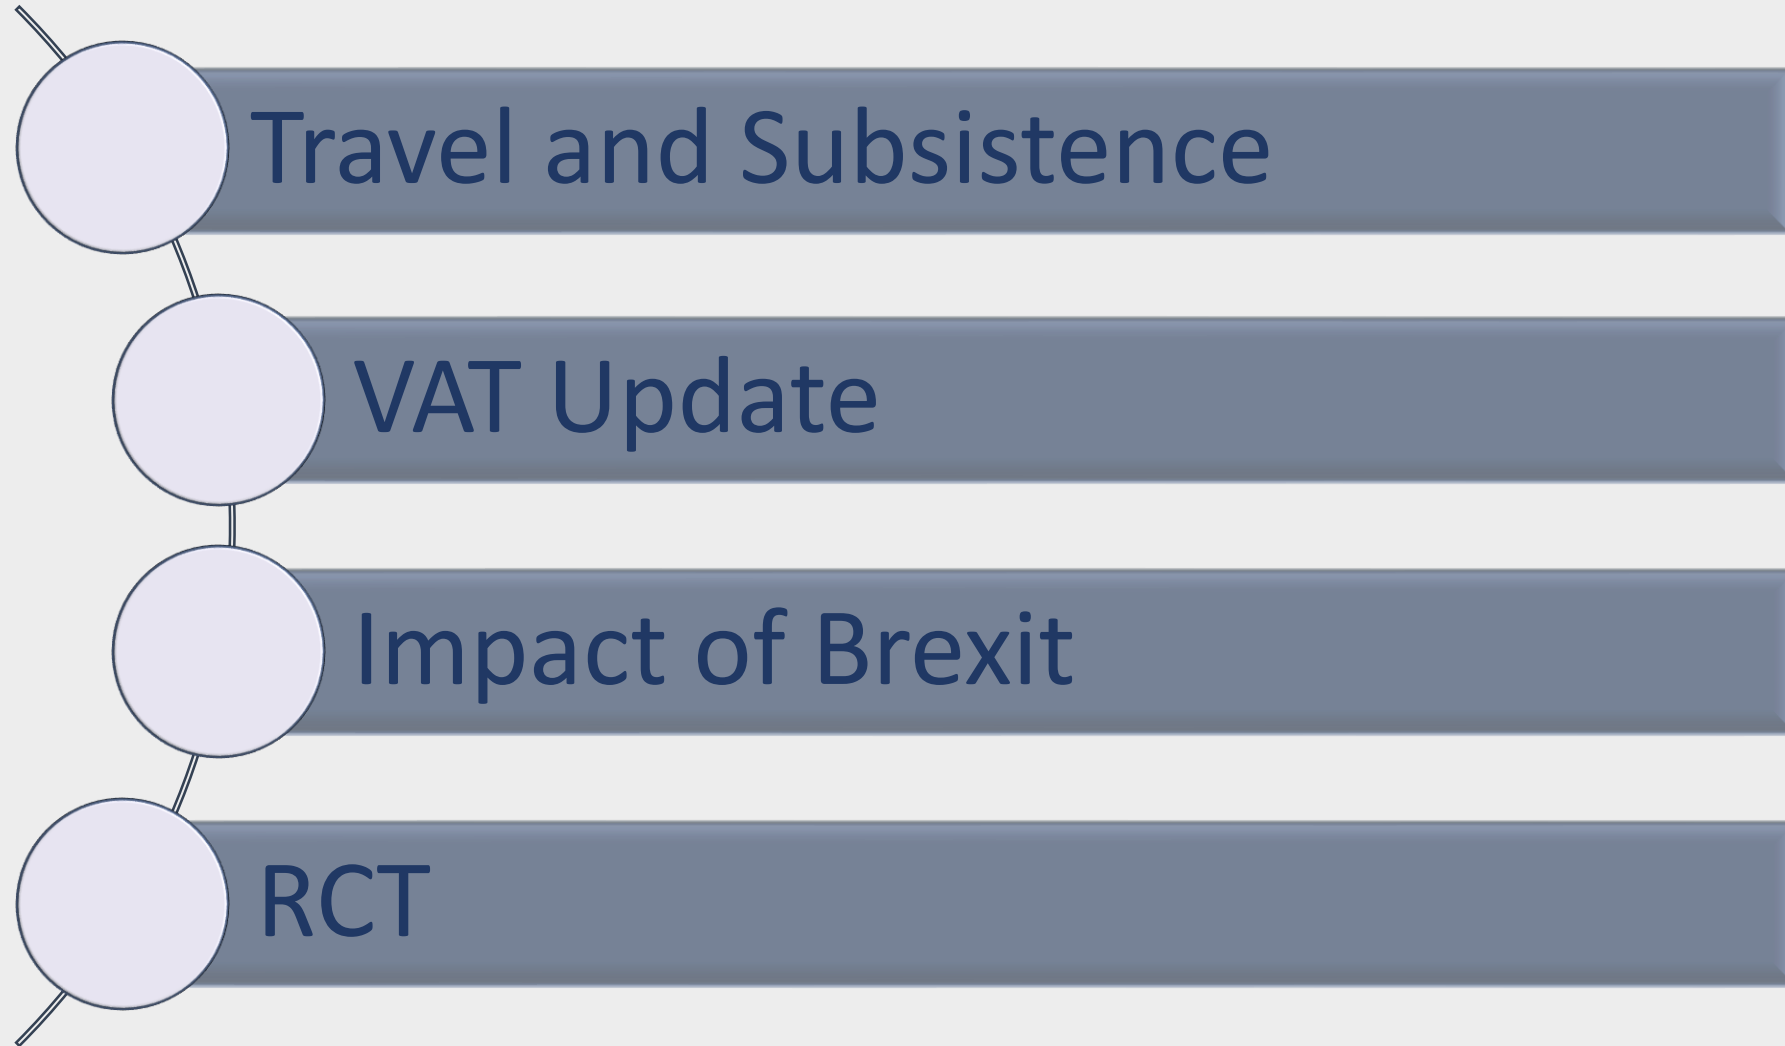 Travel and Subsistence
VAT Update
Impact of Brexit
RCT